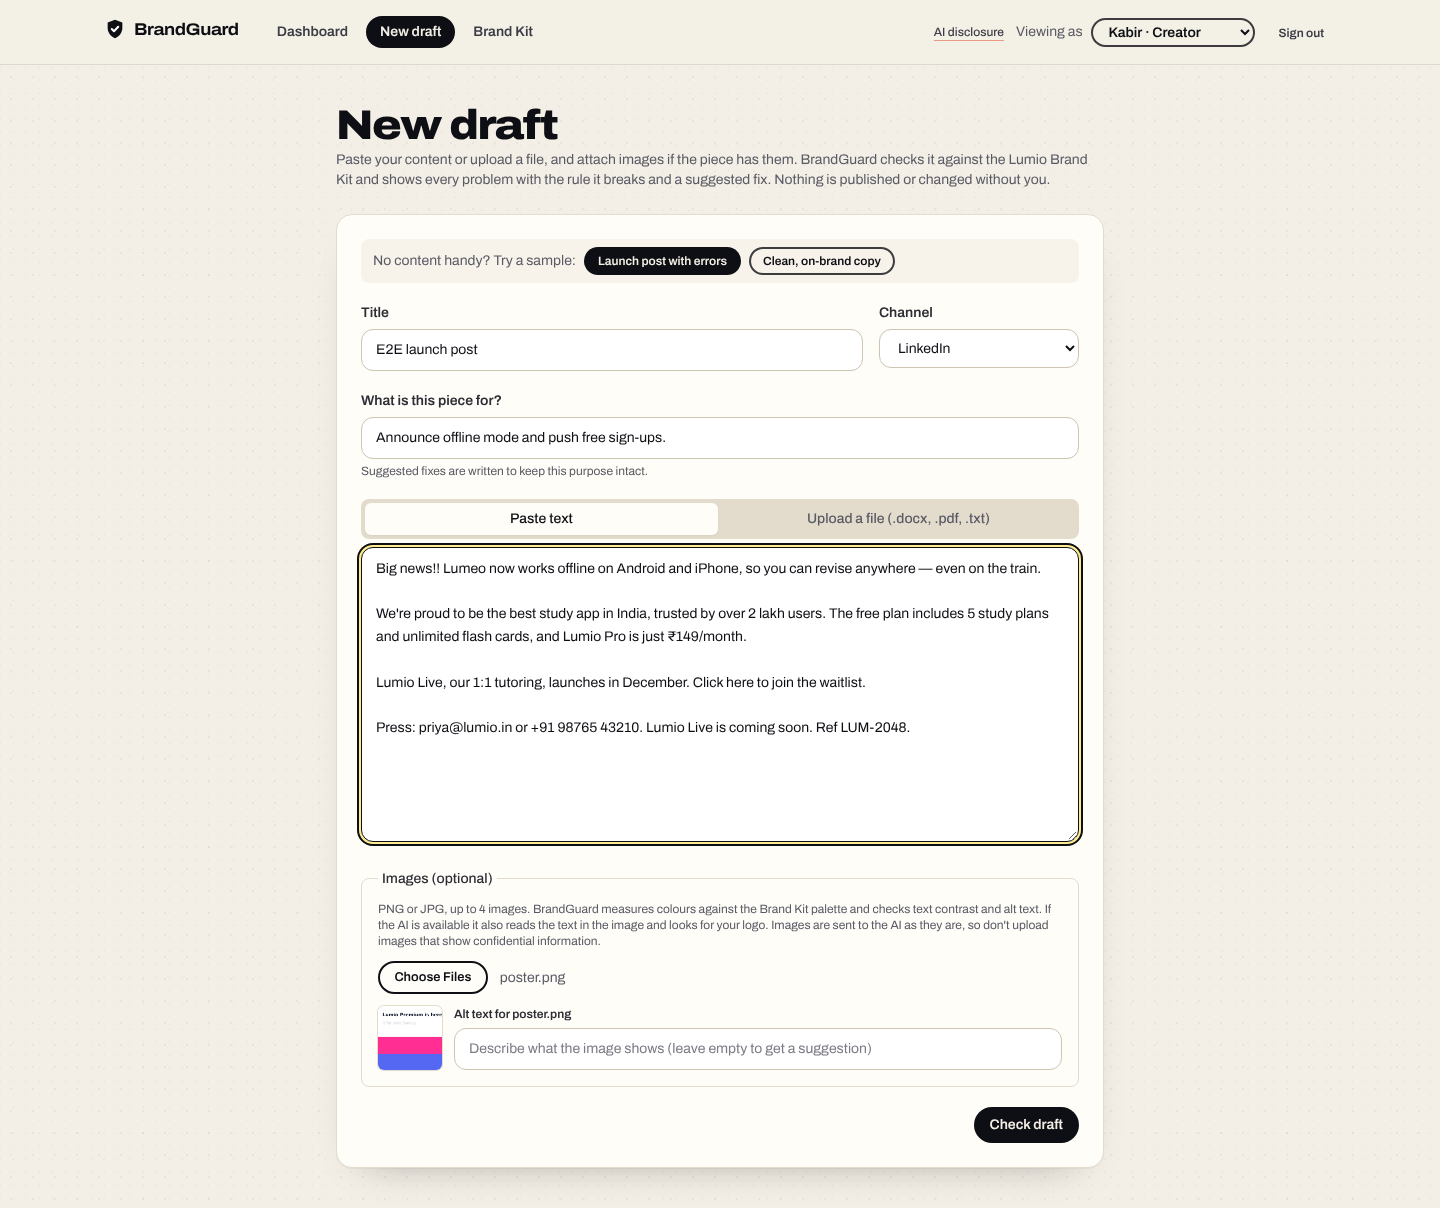 BrandGuard
Dashboard
New draft
Brand Kit
AI disclosure
Viewing as
Kabir · Creator
Sign out
New draft
Paste your content or upload a file, and attach images if the piece has them. BrandGuard checks it against the Lumio Brand
Kit and shows every problem with the rule it breaks and a suggested fix. Nothing is published or changed without you.
No content handy? Try a sample:
Launch post with errors
Clean, on-brand copy
Title
Channel
E2E launch post
LinkedIn
What is this piece for?
Announce offline mode and push free sign-ups.
Suggested fixes are written to keep this purpose intact.
Paste text
Upload a file (.docx, .pdf, .txt)
Big news!! Lumeo now works offline on Android and iPhone, so you can revise anywhere — even on the train.
We're proud to be the best study app in India, trusted by over 2 lakh users. The free plan includes 5 study plans
and unlimited flash cards, and Lumio Pro is just ₹149/month.
Lumio Live, our 1:1 tutoring, launches in December. Click here to join the waitlist.
Press: priya@lumio.in or +91 98765 43210. Lumio Live is coming soon. Ref LUM-2048.
Images (optional)
PNG or JPG, up to 4 images. BrandGuard measures colours against the Brand Kit palette and checks text contrast and alt text. If
the AI is available it also reads the text in the image and looks for your logo. Images are sent to the AI as they are, so don't upload
images that show confidential information.
Choose Files
poster.png
Lumio Premium is
Alt text for poster.png
Describe what the image shows (leave empty to get a suggestion)
Check draft